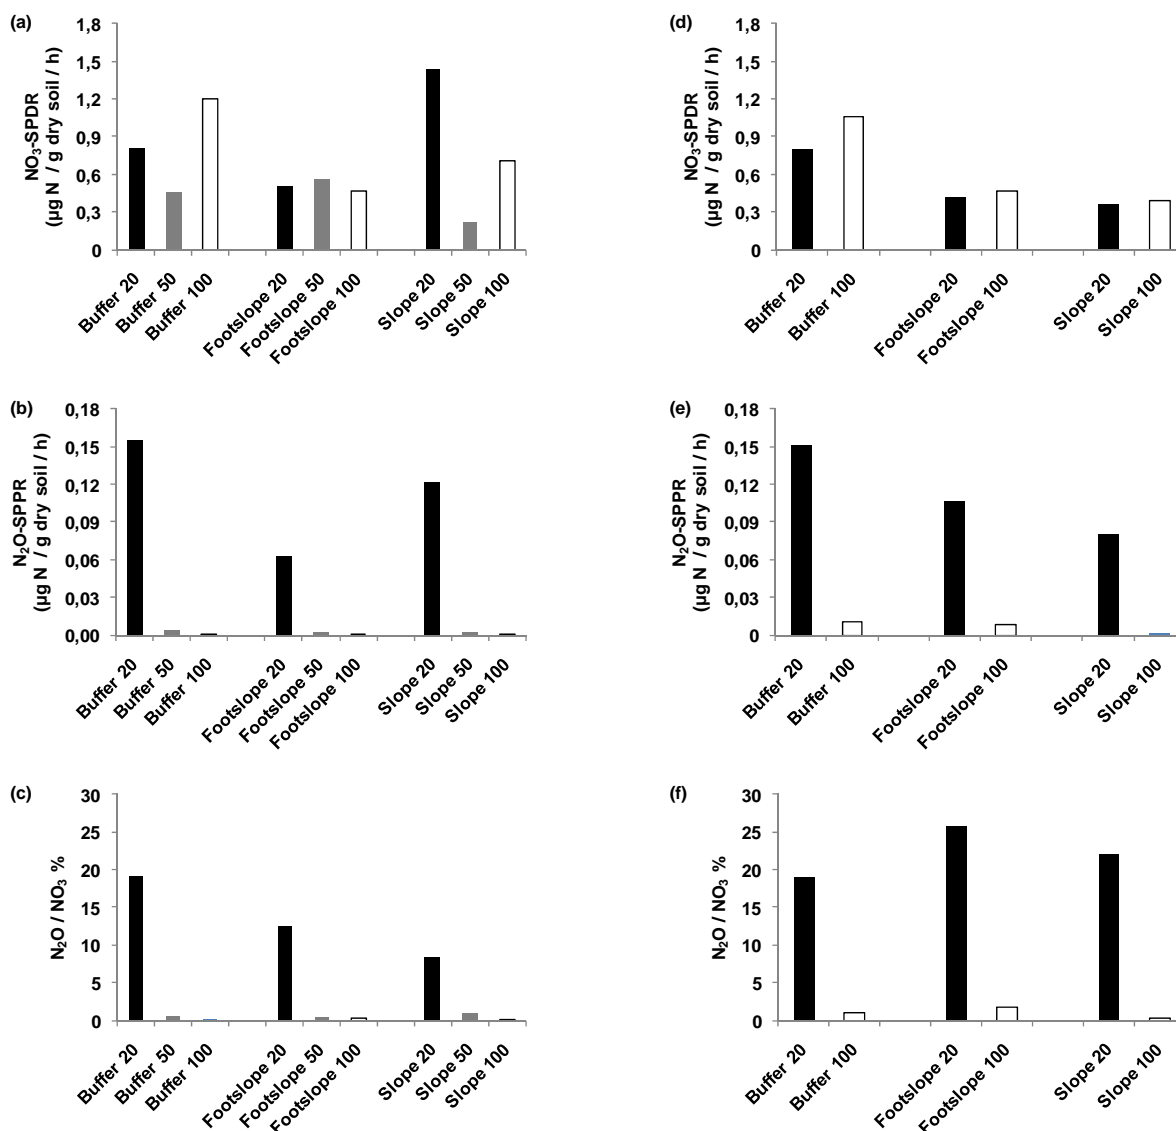 (a)
NO₃-SPDR
(µg N / g dry soil / h)
1,8
1,5
1,2
0,9
0,6
0,3
0
Buffer 20
Buffer 50
Buffer 100
Footslope 20
Footslope 50
Footslope 100
Slope 20
Slope 50
Slope 100
(d)
NO₃-SPDR
(µg N / g dry soil / h)
1,8
1,5
1,2
0,9
0,6
0,3
0
Buffer 20
Buffer 100
Footslope 20
Footslope 100
Slope 20
Slope 100
(b)
N₂O-SPPR
(µg N / g dry soil / h)
0,18
0,15
0,12
0,09
0,06
0,03
0,00
Buffer 20
Buffer 50
Buffer 100
Footslope 20
Footslope 50
Footslope 100
Slope 20
Slope 50
Slope 100
(e)
N₂O-SPPR
(µg N / g dry soil / h)
0,18
0,15
0,12
0,09
0,06
0,03
0
Buffer 20
Buffer 100
Footslope 20
Footslope 100
Slope 20
Slope 100
(c)
N₂O / NO₃ %
30
25
20
15
10
5
0
Buffer 20
Buffer 50
Buffer 100
Footslope 20
Footslope 50
Footslope 100
Slope 20
Slope 50
Slope 100
(f)
N₂O / NO₃ %
30
25
20
15
10
5
0
Buffer 20
Buffer 100
Footslope 20
Footslope 100
Slope 20
Slope 100